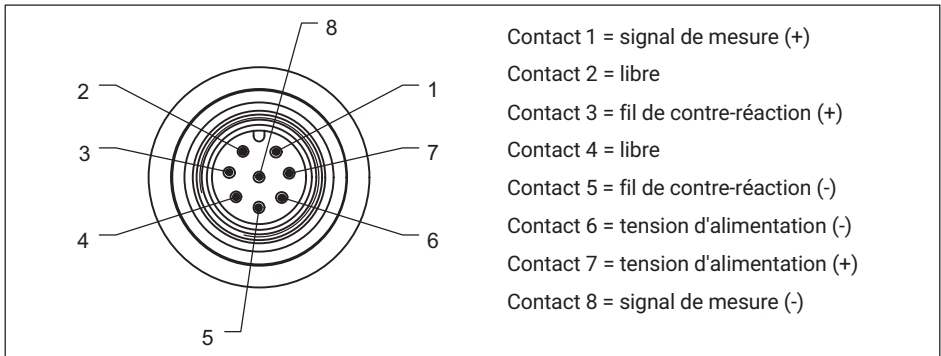 8
2
1
3
7
4
6
5
Contact 1 = signal de mesure (+)
Contact 2 = libre
Contact 3 = fil de contre-réaction (+)
Contact 4 = libre
Contact 5 = fil de contre-réaction (-)
Contact 6 = tension d'alimentation (-)
Contact 7 = tension d'alimentation (+)
Contact 8 = signal de mesure (-)